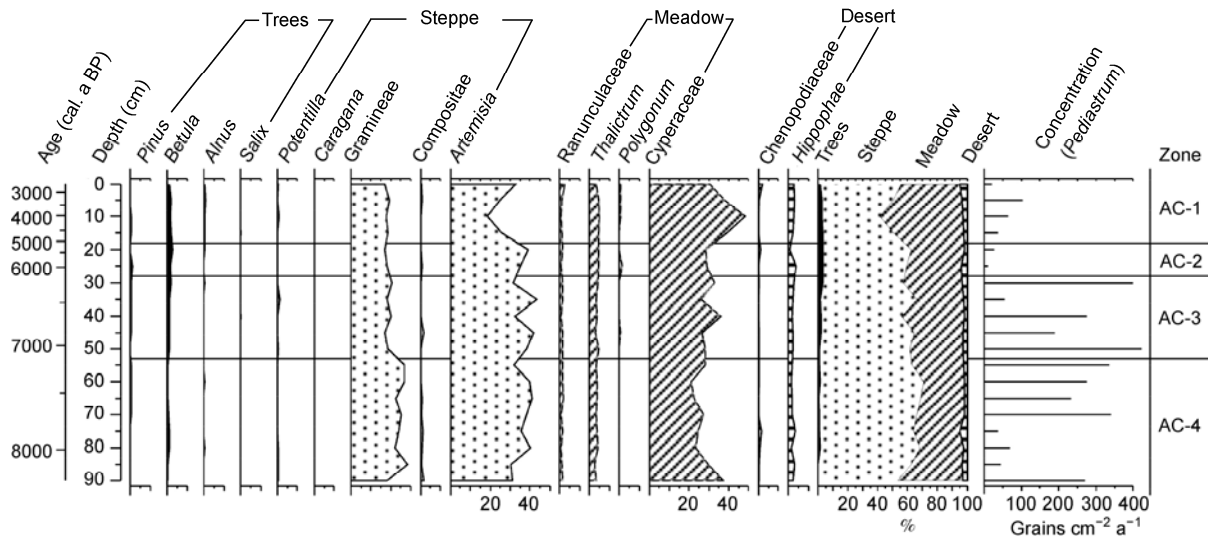 Trees
Steppe
Meadow
Desert
Age (cal. a BP)
Depth (cm)
Pinus
Betula
Alnus
Salix
Potentilla
Caragana
Gramineae
Compositae
Artemisia
Ranunculaceae
Thalictrum
Polygonum
Cyperaceae
Chenopodiaceae
Hippophae
Trees
Steppe
Meadow
Desert
Concentration
(Pediastrum)
Zone
3000
4000
5000
6000
7000
8000
0
10
20
30
40
50
60
70
80
90
AC-1
AC-2
AC-3
AC-4
20 40
20 40
20 40 60 80 100
%
100 200 300 400
Grains cm⁻² a⁻¹